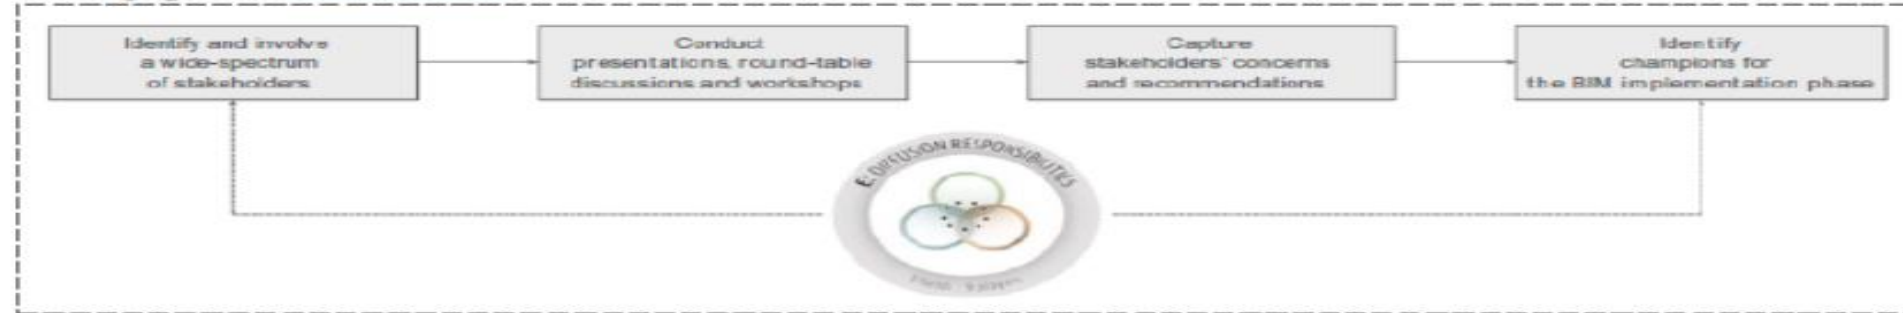 Identify and involve
a wide-spectrum
of stakeholders
Conduct
presentations, round-table
discussions and workshops
Capture
stakeholders' concerns
and recommendations
Identify
champions for
the BIM implementation phase
E: DIFFUSION RESPONSIBILITIES